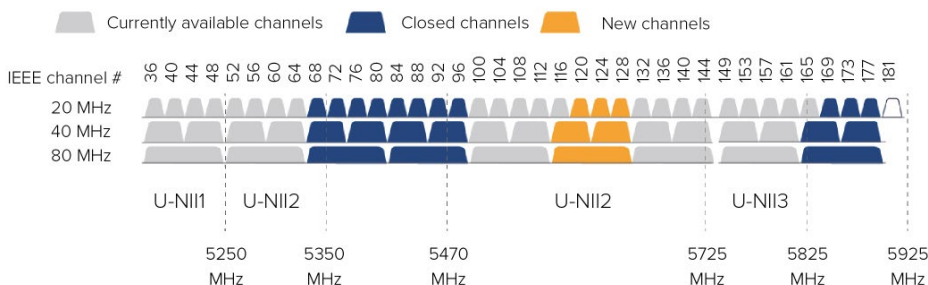 Currently available channels Closed channels New channels
IEEE channel # 36 40 44 48 52 56 60 64 68 72 76 80 84 88 92 96 100 104 108 112 116 120 124 128 132 136 140 144 149 153 157 161 165 169 173 177 181
20 MHz
40 MHz
80 MHz
U-NII1 U-NII2 U-NII2 U-NII3
5250 5350 5470 5725 5825 5925
MHz MHz MHz MHz MHz MHz